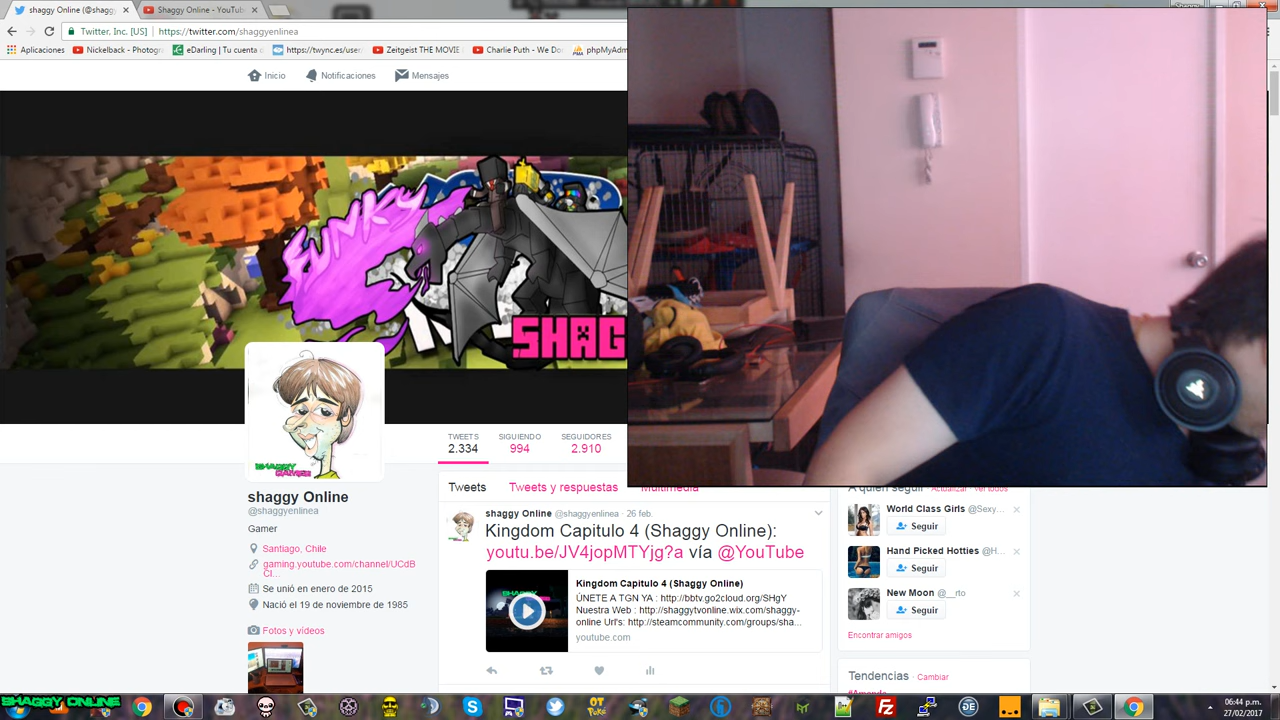 shaggy Online (@shaggy
Shaggy Online - YouTub
Twitter, Inc. [US]
https://twitter.com/shaggyenlinea
Aplicaciones
Nickelback - Photogra
eDarling | Tu cuenta
https://twync.es/user
Zeitgeist THE MOVIE
Charlie Puth - We Do
phpMyAdm
Inicio
Notificaciones
Mensajes
FUNKY
SHAG
SHAGGY
GAMES
TWEETS
2.334
SIGUIENDO
994
SEGUIDORES
2.910
shaggy Online
@shaggyenlinea
Gamer
Santiago, Chile
gaming.youtube.com/channel/UCdB
Cl...
Se unió en enero de 2015
Nació el 19 de noviembre de 1985
Fotos y vídeos
Tweets
Tweets y respuestas
Multimedia
shaggy Online @shaggyenlinea · 26 feb.
Kingdom Capitulo 4 (Shaggy Online):
youtu.be/JV4jopMTYjg?a vía @YouTube
Kingdom Capitulo 4 (Shaggy Online)
ÚNETE A TGN YA : http://bbtv.go2cloud.org/SHgY
Nuestra Web : http://shaggytvonline.wix.com/shaggy-
online Url's: http://steamcommunity.com/groups/sha...
youtube.com
A quién seguir · Actualizar · Ver todos
World Class Girls @Sexy...
Seguir
Hand Picked Hotties @H...
Seguir
New Moon @__rto
Seguir
Encontrar amigos
Tendencias · Cambiar
SHAGGY ONLINE
06:44 p.m.
27/02/2017